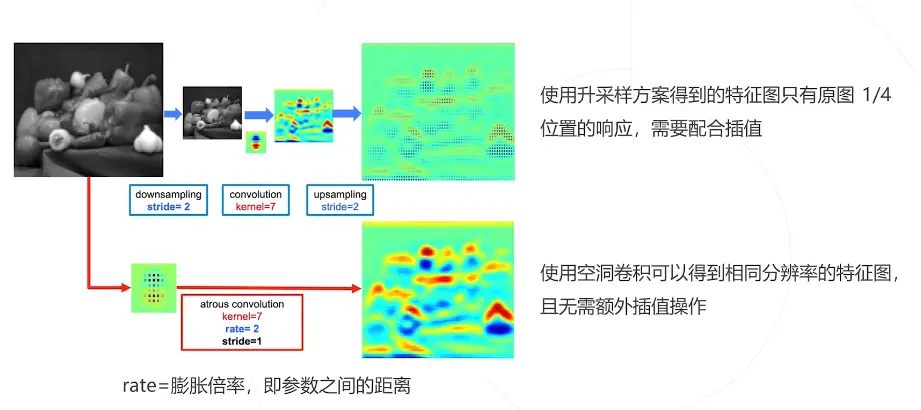 使用升采样方案得到的特征图只有原图 1/4
位置的响应，需要配合插值
downsampling
stride= 2
convolution
kernel=7
upsampling
stride=2
使用空洞卷积可以得到相同分辨率的特征图，
且无需额外插值操作
atrous convolution
kernel=7
rate= 2
stride=1
rate=膨胀倍率，即参数之间的距离